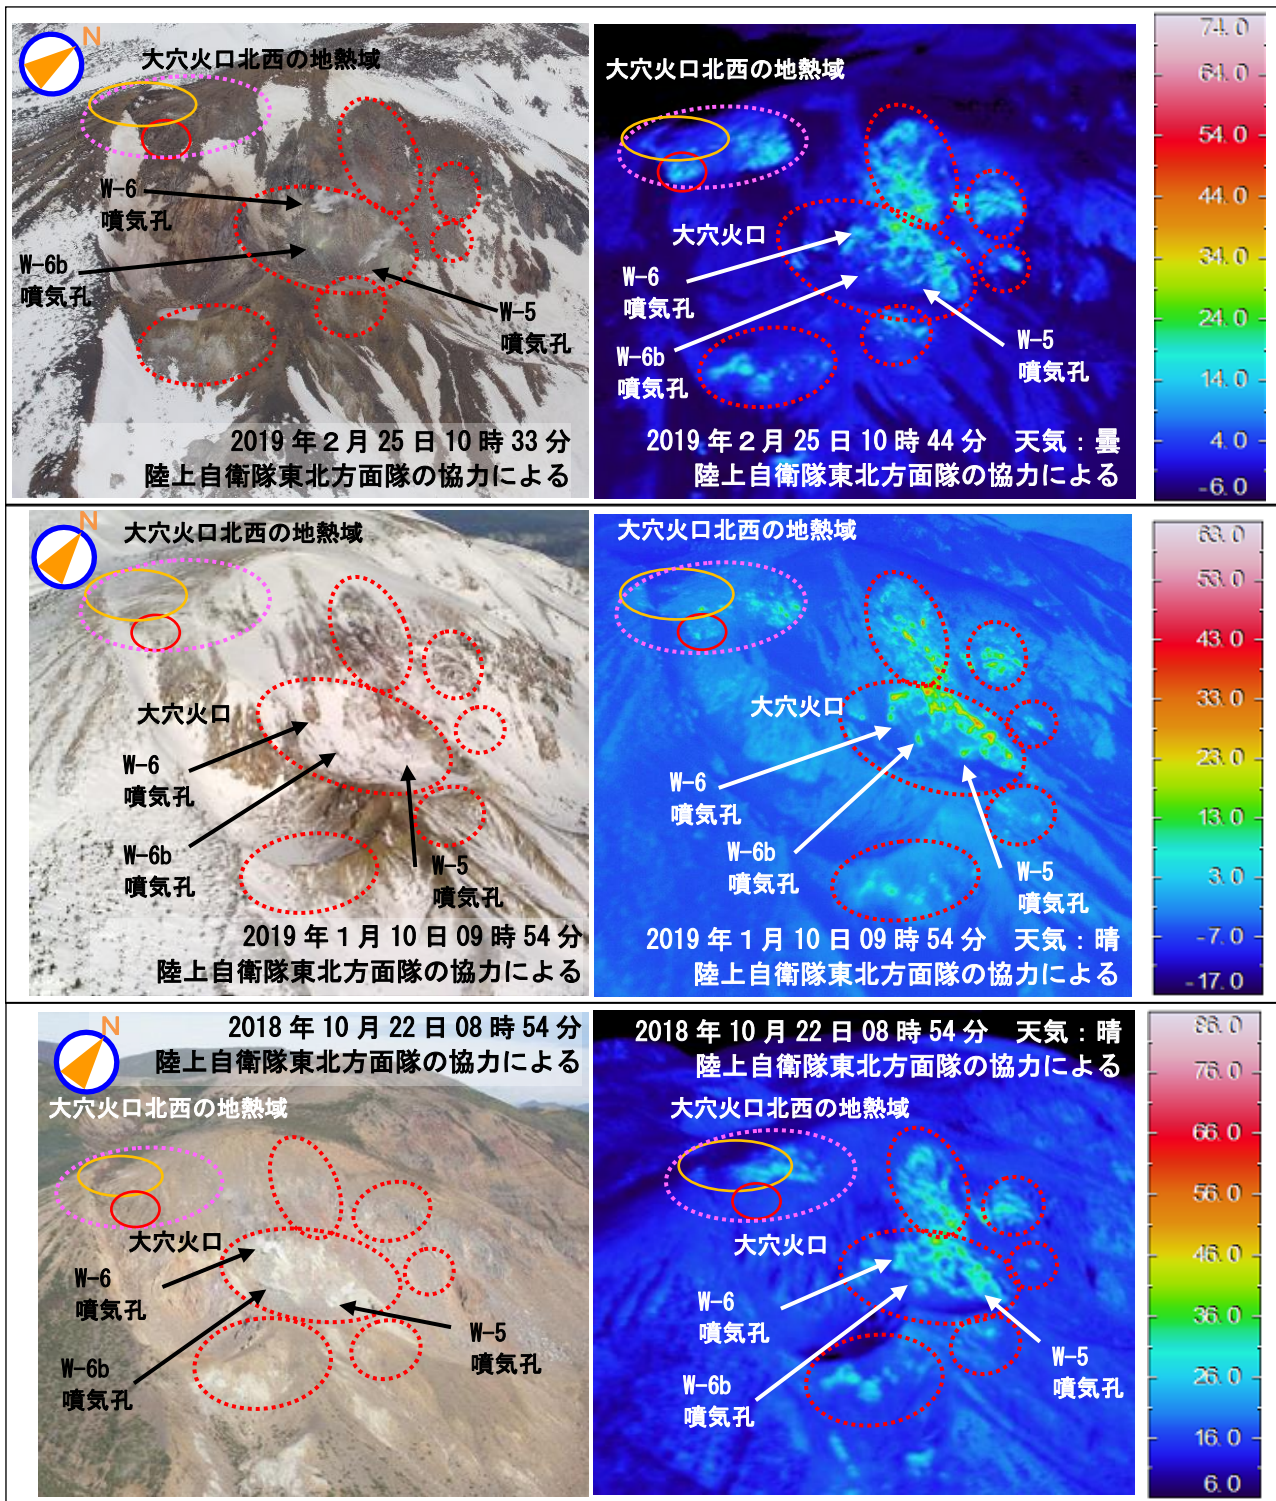 N
大穴火口北西の地熱域
W-6
噴気孔
W-6b
噴気孔
W-5
噴気孔
2019年2月25日10時33分
陸上自衛隊東北方面隊の協力による
大穴火口北西の地熱域
大穴火口
W-6
噴気孔
W-6b
噴気孔
W-5
噴気孔
2019年2月25日10時44分 天気：曇
陸上自衛隊東北方面隊の協力による
74.0
64.0
54.0
44.0
34.0
24.0
14.0
4.0
-6.0
N
大穴火口北西の地熱域
大穴火口
W-6
噴気孔
W-6b
噴気孔
W-5
噴気孔
2019年1月10日09時54分
陸上自衛隊東北方面隊の協力による
大穴火口北西の地熱域
大穴火口
W-6
噴気孔
W-6b
噴気孔
W-5
噴気孔
2019年1月10日09時54分 天気：晴
陸上自衛隊東北方面隊の協力による
63.0
53.0
43.0
33.0
23.0
13.0
3.0
-7.0
-17.0
N
2018年10月22日08時54分
陸上自衛隊東北方面隊の協力による
大穴火口北西の地熱域
大穴火口
W-6
噴気孔
W-6b
噴気孔
W-5
噴気孔
2018年10月22日08時54分 天気：晴
陸上自衛隊東北方面隊の協力による
大穴火口北西の地熱域
大穴火口
W-6
噴気孔
W-6b
噴気孔
W-5
噴気孔
86.0
76.0
66.0
56.0
46.0
36.0
26.0
16.0
6.0